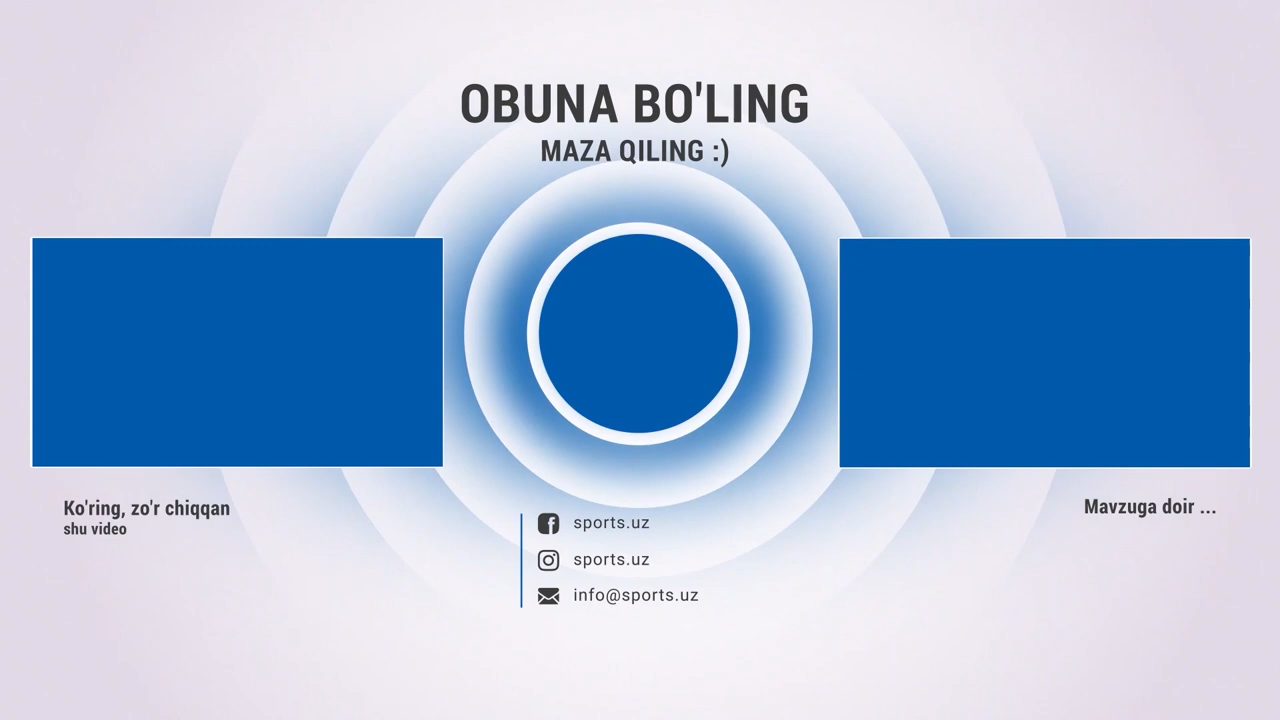 OBUNA BO'LING
MAZA QILING :)
Ko'ring, zo'r chiqqan
shu video
Mavzuga doir ...
sports.uz
sports.uz
info@sports.uz